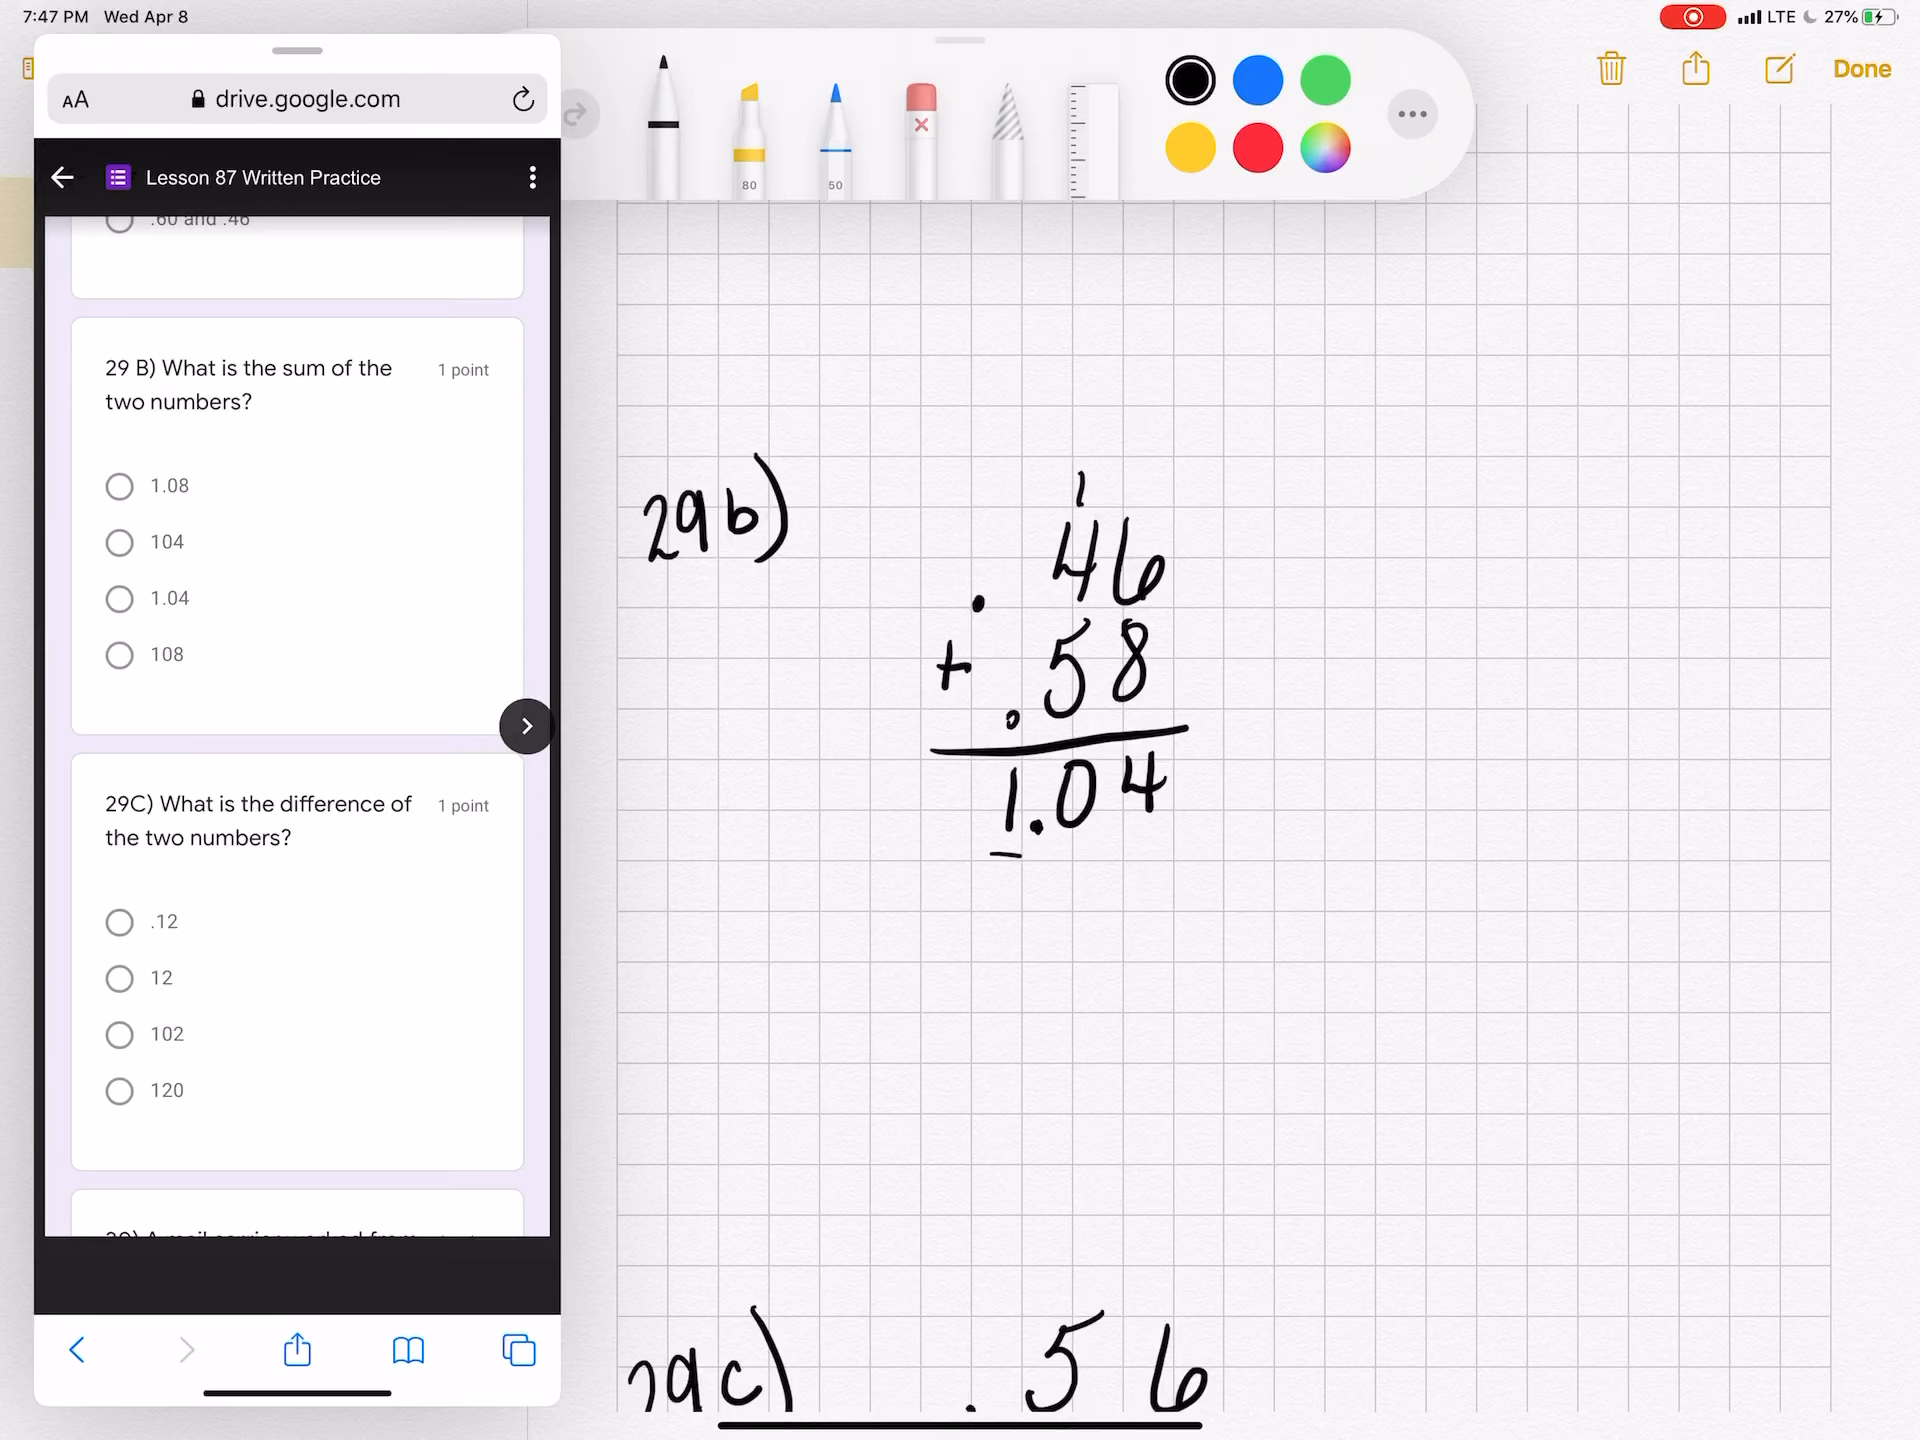 7:47 PM Wed Apr 8
LTE 27%
AA drive.google.com
Done
80
50
Lesson 87 Written Practice
.60 and .46
29 B) What is the sum of the two numbers?
1 point
1.08
104
1.04
108
29C) What is the difference of the two numbers?
1 point
.12
12
102
120
29b)
1
. 46
+ .58
1.04
29c) .56